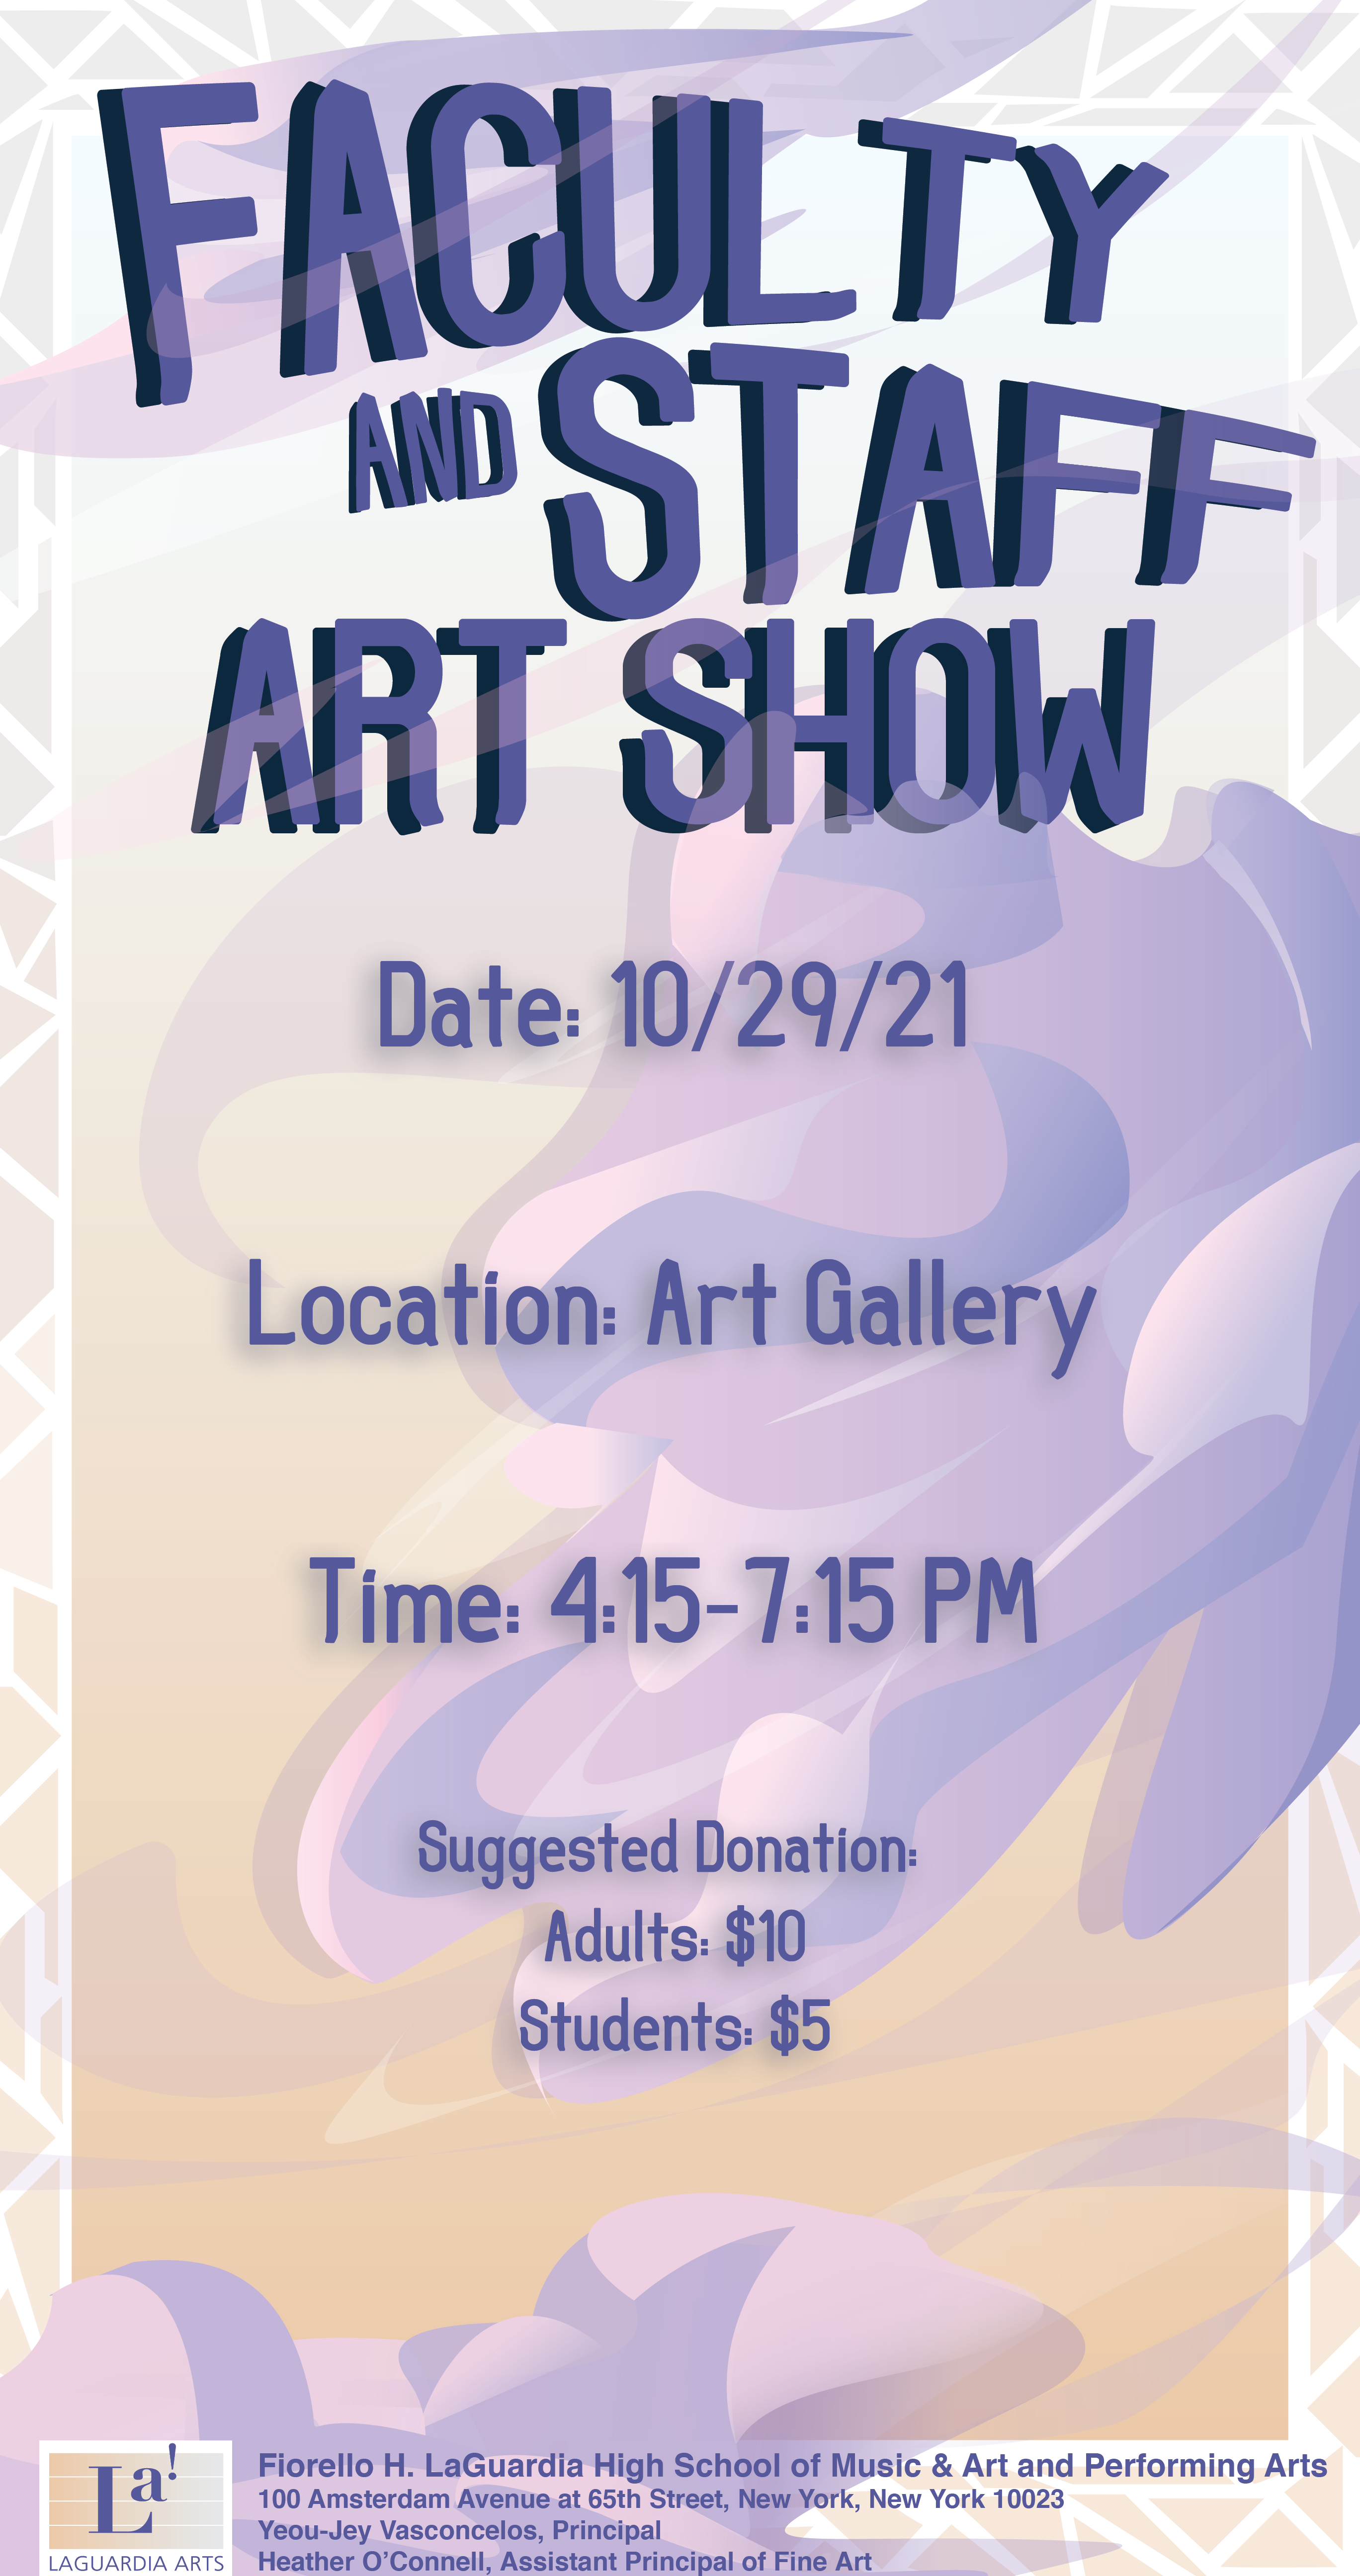 FACULTY
AND STAFF
ART SHOW
Date: 10/29/21
Location: Art Gallery
Time: 4:15-7:15 PM
Suggested Donation:
Adults: $10
Students: $5
La!
LAGUARDIA ARTS
Fiorello H. LaGuardia High School of Music & Art and Performing Arts
100 Amsterdam Avenue at 65th Street, New York, New York 10023
Yeou-Jey Vasconcelos, Principal
Heather O’Connell, Assistant Principal of Fine Art